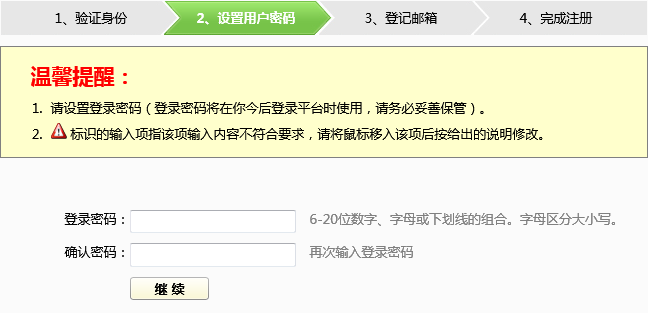 1、验证身份 2、设置用户密码 3、登记邮箱 4、完成注册
温馨提醒：
1. 请设置登录密码（登录密码将在你今后登录平台时使用，请务必妥善保管）。
2. 标识的输入项指该项输入内容不符合要求，请将鼠标移入该项后按给出的说明修改。
登录密码： 6-20位数字、字母或下划线的组合。字母区分大小写。
确认密码： 再次输入登录密码
继 续